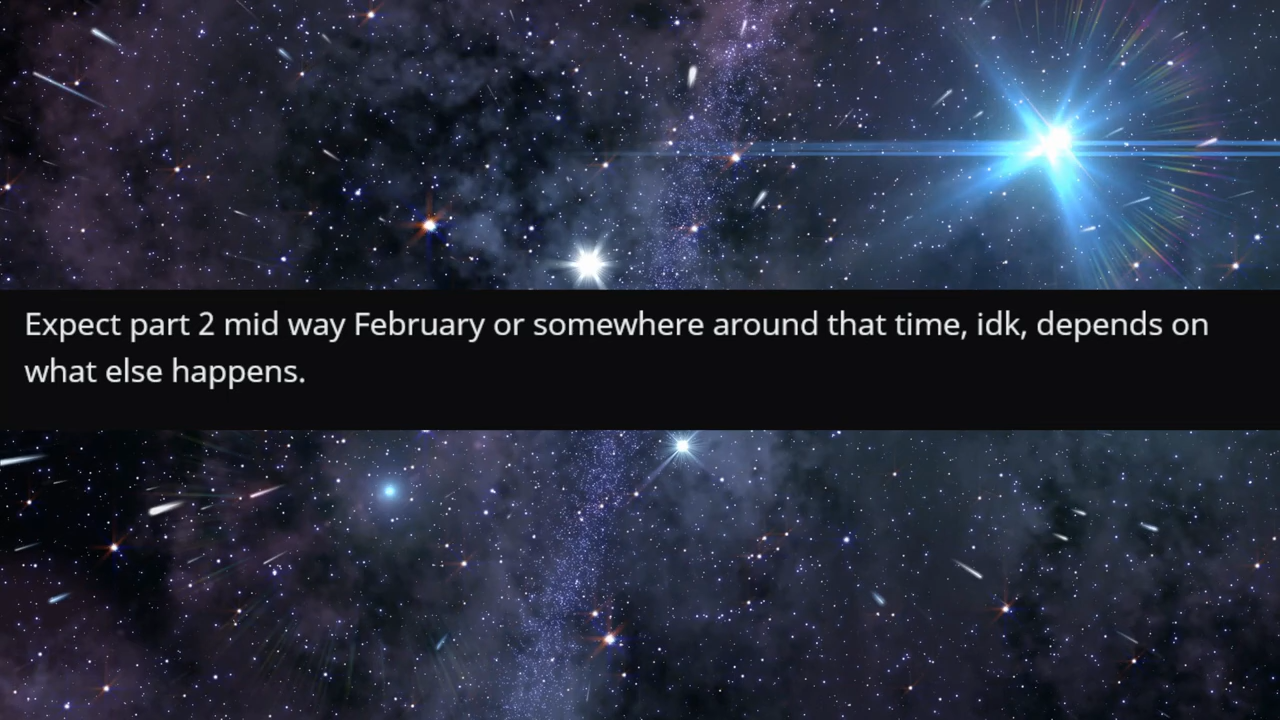 Expect part 2 mid way February or somewhere around that time, idk, depends on
what else happens.